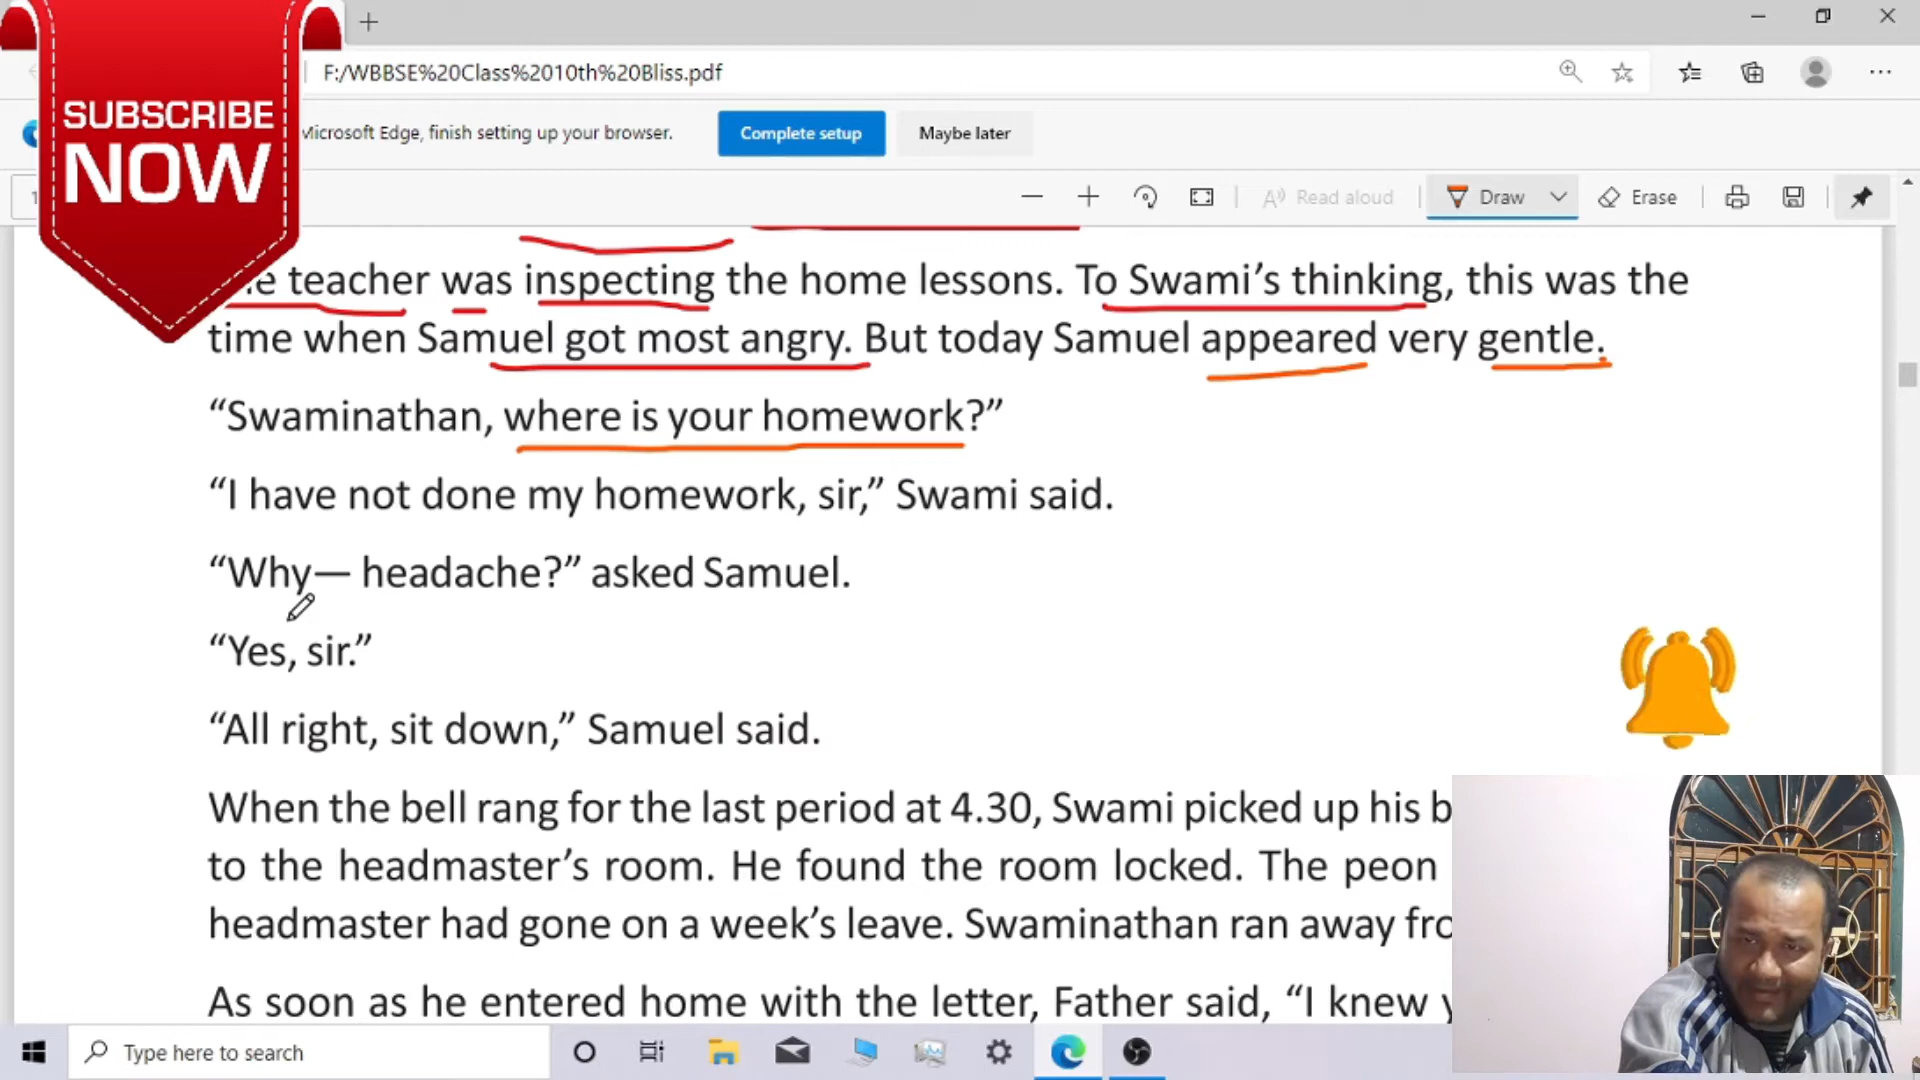 SUBSCRIBE
NOW
F:/WBBSE%20Class%2010th%20Bliss.pdf
Microsoft Edge, finish setting up your browser.
Complete setup
Maybe later
Read aloud
Draw
Erase
teacher was inspecting the home lessons. To Swami’s thinking, this was the
time when Samuel got most angry. But today Samuel appeared very gentle.
“Swaminathan, where is your homework?”
“I have not done my homework, sir,” Swami said.
“Why— headache?” asked Samuel.
“Yes, sir.”
“All right, sit down,” Samuel said.
When the bell rang for the last period at 4.30, Swami picked up his b
to the headmaster’s room. He found the room locked. The peon
headmaster had gone on a week’s leave. Swaminathan ran away fro
As soon as he entered home with the letter, Father said, “I knew y
Type here to search